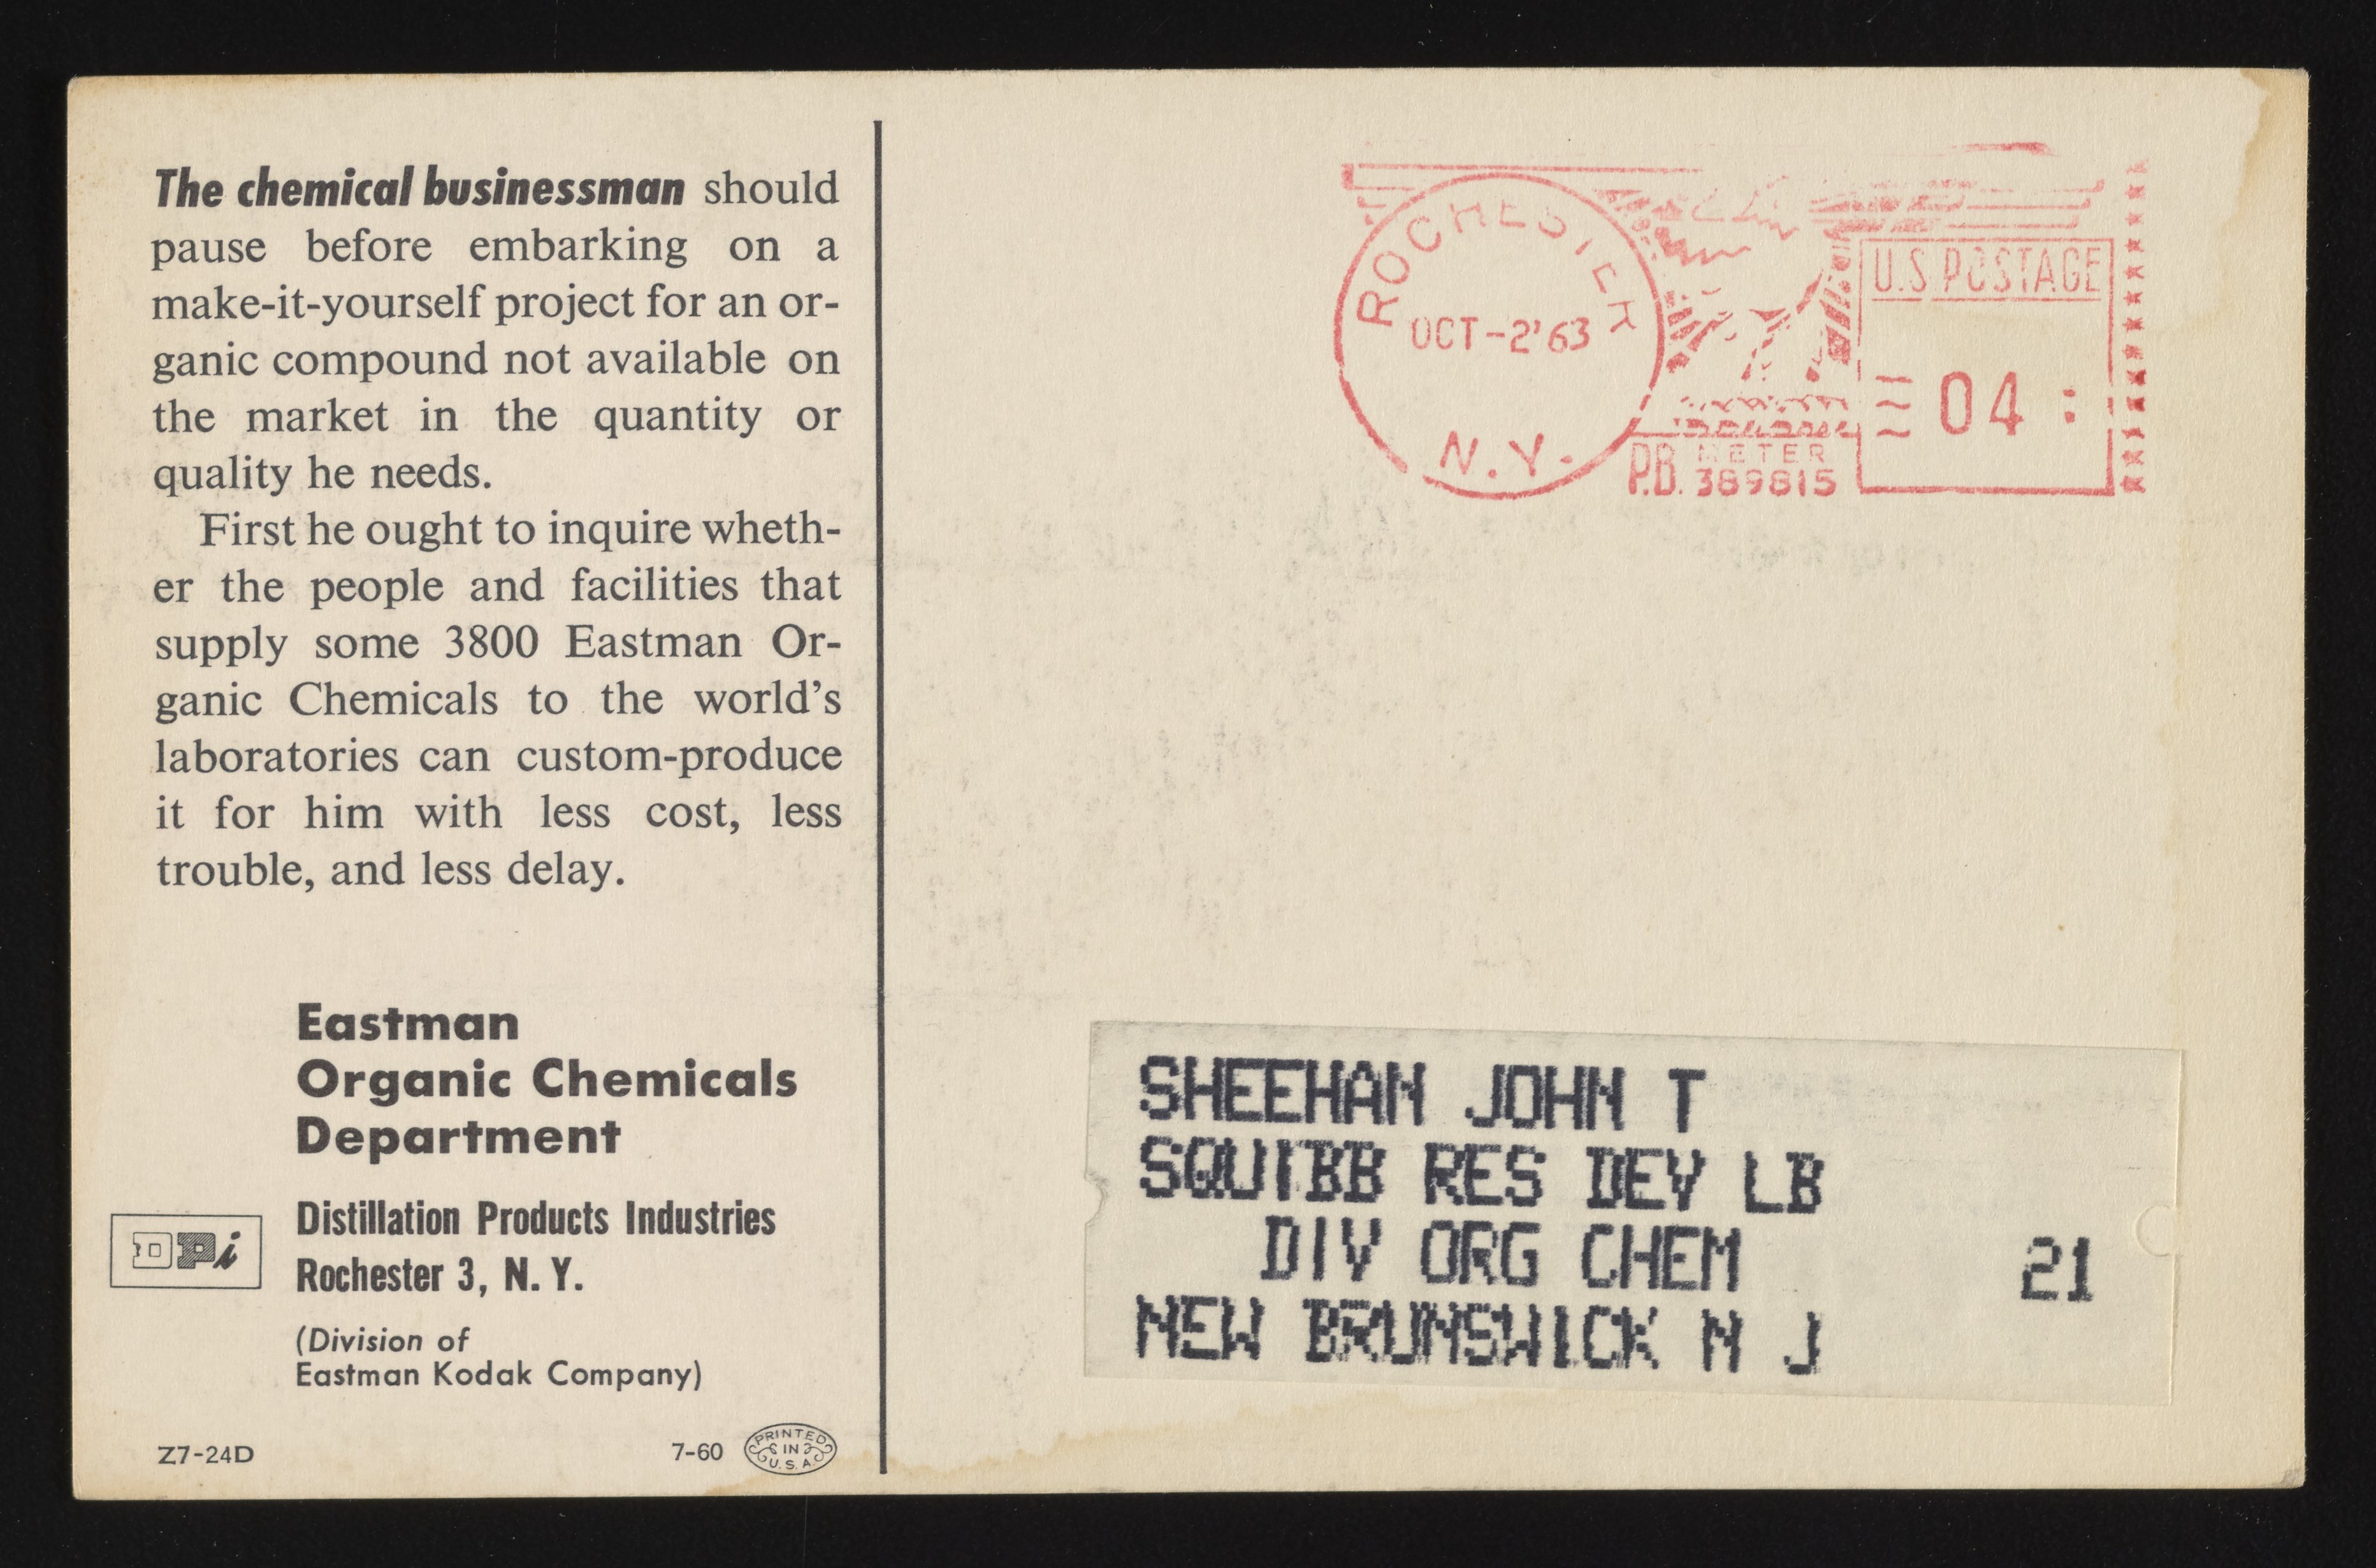 The chemical businessman should
pause before embarking on a
make-it-yourself project for an or-
ganic compound not available on
the market in the quantity or
quality he needs.
First he ought to inquire wheth-
er the people and facilities that
supply some 3800 Eastman Or-
ganic Chemicals to the world's
laboratories can custom-produce
it for him with less cost, less
trouble, and less delay.
Eastman
Organic Chemicals
Department
DPi
Distillation Products Industries
Rochester 3, N. Y.
(Division of
Eastman Kodak Company)
Z7-24D
7-60
PRINTED
IN
U. S. A.
ROCHESTER
OCT-2'63
N.Y.
U.S. POSTAGE
04
P.B. METER
389815
SHEEHAN JOHN T
SQUIBB RES DEV LB
DIV ORG CHEM 21
NEW BRUNSWICK N J